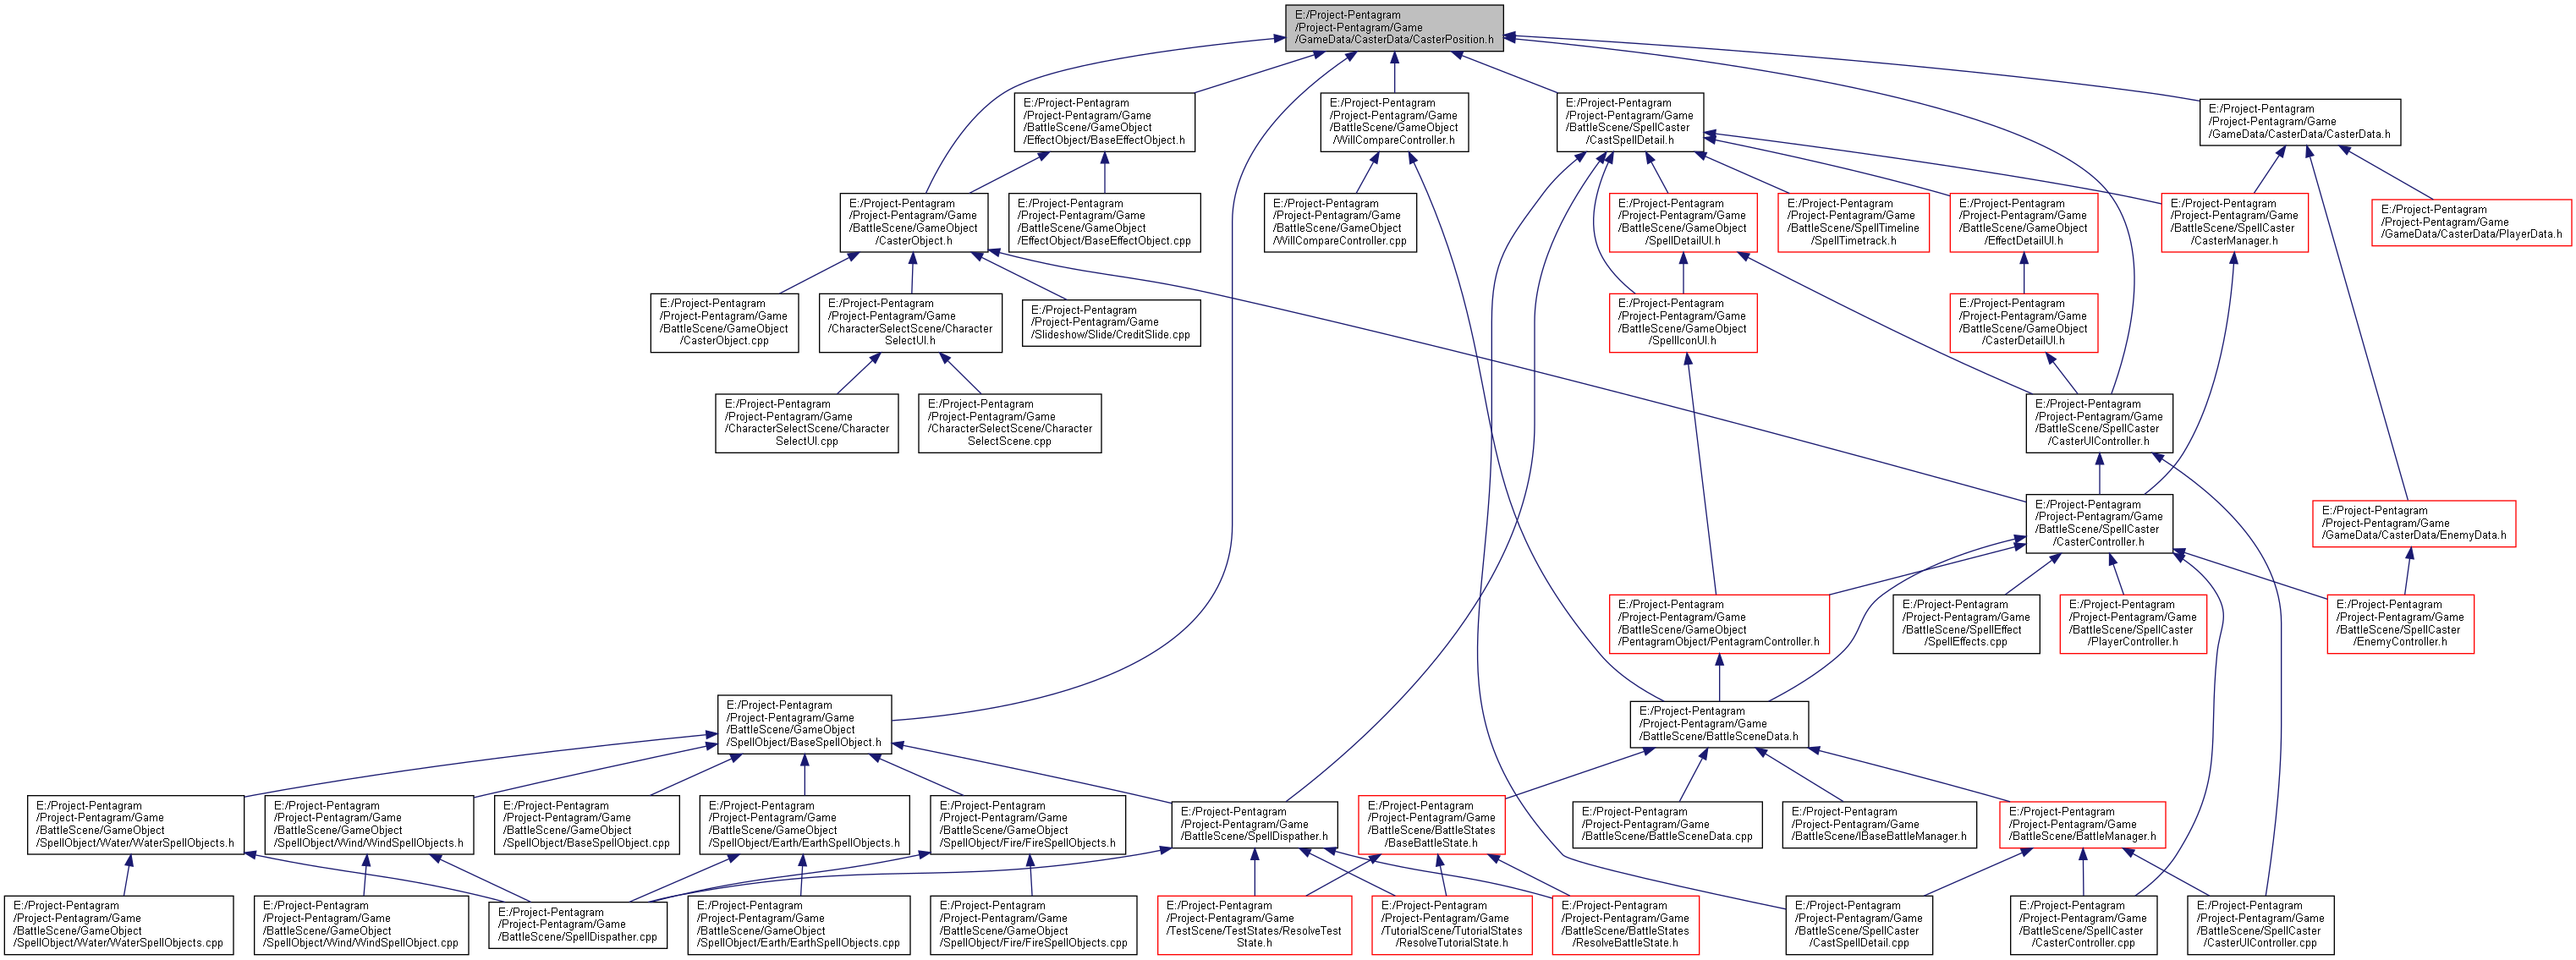 E:/Project-Pentagram
/Project-Pentagram/Game
/GameData/CasterData/CasterPosition.h
E:/Project-Pentagram
/Project-Pentagram/Game
/BattleScene/GameObject
/EffectObject/BaseEffectObject.h
E:/Project-Pentagram
/Project-Pentagram/Game
/BattleScene/GameObject
/WillCompareController.h
E:/Project-Pentagram
/Project-Pentagram/Game
/BattleScene/SpellCaster
/CastSpellDetail.h
E:/Project-Pentagram
/Project-Pentagram/Game
/GameData/CasterData/CasterData.h
E:/Project-Pentagram
/Project-Pentagram/Game
/BattleScene/GameObject
/CasterObject.h
E:/Project-Pentagram
/Project-Pentagram/Game
/BattleScene/GameObject
/EffectObject/BaseEffectObject.cpp
E:/Project-Pentagram
/Project-Pentagram/Game
/BattleScene/GameObject
/WillCompareController.cpp
E:/Project-Pentagram
/Project-Pentagram/Game
/BattleScene/GameObject
/SpellDetailUI.h
E:/Project-Pentagram
/Project-Pentagram/Game
/BattleScene/SpellTimeline
/SpellTimetrack.h
E:/Project-Pentagram
/Project-Pentagram/Game
/BattleScene/GameObject
/EffectDetailUI.h
E:/Project-Pentagram
/Project-Pentagram/Game
/BattleScene/SpellCaster
/CasterManager.h
E:/Project-Pentagram
/Project-Pentagram/Game
/GameData/CasterData/PlayerData.h
E:/Project-Pentagram
/Project-Pentagram/Game
/BattleScene/GameObject
/CasterObject.cpp
E:/Project-Pentagram
/Project-Pentagram/Game
/CharacterSelectScene/Character
SelectUI.h
E:/Project-Pentagram
/Project-Pentagram/Game
/Slideshow/Slide/CreditSlide.cpp
E:/Project-Pentagram
/Project-Pentagram/Game
/BattleScene/GameObject
/SpellIconUI.h
E:/Project-Pentagram
/Project-Pentagram/Game
/BattleScene/GameObject
/CasterDetailUI.h
E:/Project-Pentagram
/Project-Pentagram/Game
/CharacterSelectScene/Character
SelectUI.cpp
E:/Project-Pentagram
/Project-Pentagram/Game
/CharacterSelectScene/Character
SelectScene.cpp
E:/Project-Pentagram
/Project-Pentagram/Game
/BattleScene/SpellCaster
/CasterUIController.h
E:/Project-Pentagram
/Project-Pentagram/Game
/BattleScene/SpellCaster
/CasterController.h
E:/Project-Pentagram
/Project-Pentagram/Game
/GameData/CasterData/EnemyData.h
E:/Project-Pentagram
/Project-Pentagram/Game
/BattleScene/GameObject
/PentagramObject/PentagramController.h
E:/Project-Pentagram
/Project-Pentagram/Game
/BattleScene/SpellEffect
/SpellEffects.cpp
E:/Project-Pentagram
/Project-Pentagram/Game
/BattleScene/SpellCaster
/PlayerController.h
E:/Project-Pentagram
/Project-Pentagram/Game
/BattleScene/SpellCaster
/EnemyController.h
E:/Project-Pentagram
/Project-Pentagram/Game
/BattleScene/GameObject
/SpellObject/BaseSpellObject.h
E:/Project-Pentagram
/Project-Pentagram/Game
/BattleScene/BattleSceneData.h
E:/Project-Pentagram
/Project-Pentagram/Game
/BattleScene/GameObject
/SpellObject/Water/WaterSpellObjects.h
E:/Project-Pentagram
/Project-Pentagram/Game
/BattleScene/GameObject
/SpellObject/Wind/WindSpellObjects.h
E:/Project-Pentagram
/Project-Pentagram/Game
/BattleScene/GameObject
/SpellObject/BaseSpellObject.cpp
E:/Project-Pentagram
/Project-Pentagram/Game
/BattleScene/GameObject
/SpellObject/Earth/EarthSpellObjects.h
E:/Project-Pentagram
/Project-Pentagram/Game
/BattleScene/GameObject
/SpellObject/Fire/FireSpellObjects.h
E:/Project-Pentagram
/Project-Pentagram/Game
/BattleScene/SpellDispather.h
E:/Project-Pentagram
/Project-Pentagram/Game
/BattleScene/BattleStates
/BaseBattleState.h
E:/Project-Pentagram
/Project-Pentagram/Game
/BattleScene/BattleSceneData.cpp
E:/Project-Pentagram
/Project-Pentagram/Game
/BattleScene/IBaseBattleManager.h
E:/Project-Pentagram
/Project-Pentagram/Game
/BattleScene/BattleManager.h
E:/Project-Pentagram
/Project-Pentagram/Game
/BattleScene/GameObject
/SpellObject/Water/WaterSpellObjects.cpp
E:/Project-Pentagram
/Project-Pentagram/Game
/BattleScene/GameObject
/SpellObject/Wind/WindSpellObject.cpp
E:/Project-Pentagram
/Project-Pentagram/Game
/BattleScene/SpellDispather.cpp
E:/Project-Pentagram
/Project-Pentagram/Game
/BattleScene/GameObject
/SpellObject/Earth/EarthSpellObjects.cpp
E:/Project-Pentagram
/Project-Pentagram/Game
/BattleScene/GameObject
/SpellObject/Fire/FireSpellObjects.cpp
E:/Project-Pentagram
/Project-Pentagram/Game
/TestScene/TestStates/ResolveTest
State.h
E:/Project-Pentagram
/Project-Pentagram/Game
/TutorialScene/TutorialStates
/ResolveTutorialState.h
E:/Project-Pentagram
/Project-Pentagram/Game
/BattleScene/BattleStates
/ResolveBattleState.h
E:/Project-Pentagram
/Project-Pentagram/Game
/BattleScene/SpellCaster
/CastSpellDetail.cpp
E:/Project-Pentagram
/Project-Pentagram/Game
/BattleScene/SpellCaster
/CasterController.cpp
E:/Project-Pentagram
/Project-Pentagram/Game
/BattleScene/SpellCaster
/CasterUIController.cpp